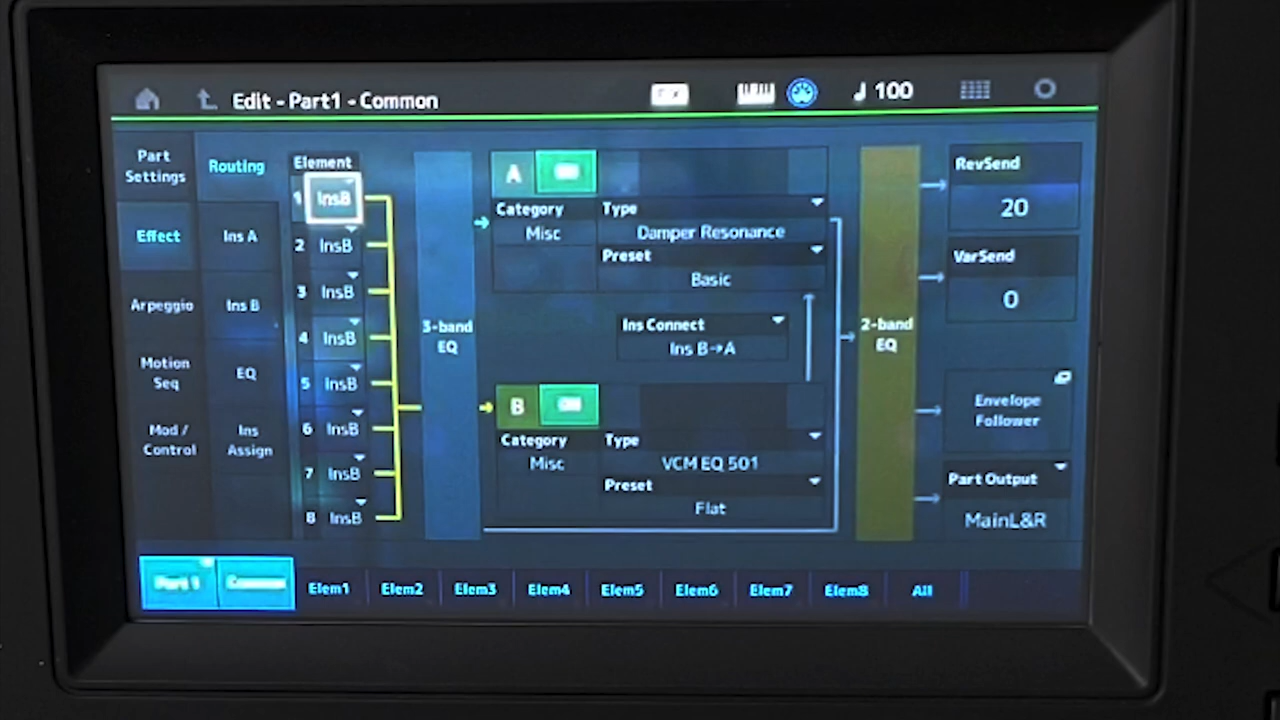 Edit - Part1 - Common
♩ 100
Part
Settings
Effect
Arpeggio
Motion
Seq
Mod /
Control
Routing
Ins A
Ins B
EQ
Ins
Assign
Element
1 InsB
2 InsB
3 InsB
4 InsB
5 InsB
6 InsB
7 InsB
8 InsB
3-band
EQ
A
Category
Misc
Type
Damper Resonance
Preset
Basic
Ins Connect
Ins B→A
B
Category
Misc
Type
VCM EQ 501
Preset
Flat
2-band
EQ
RevSend
20
VarSend
0
Envelope
Follower
Part Output
MainL&R
Part 1 Common Elem1 Elem2 Elem3 Elem4 Elem5 Elem6 Elem7 Elem8 All